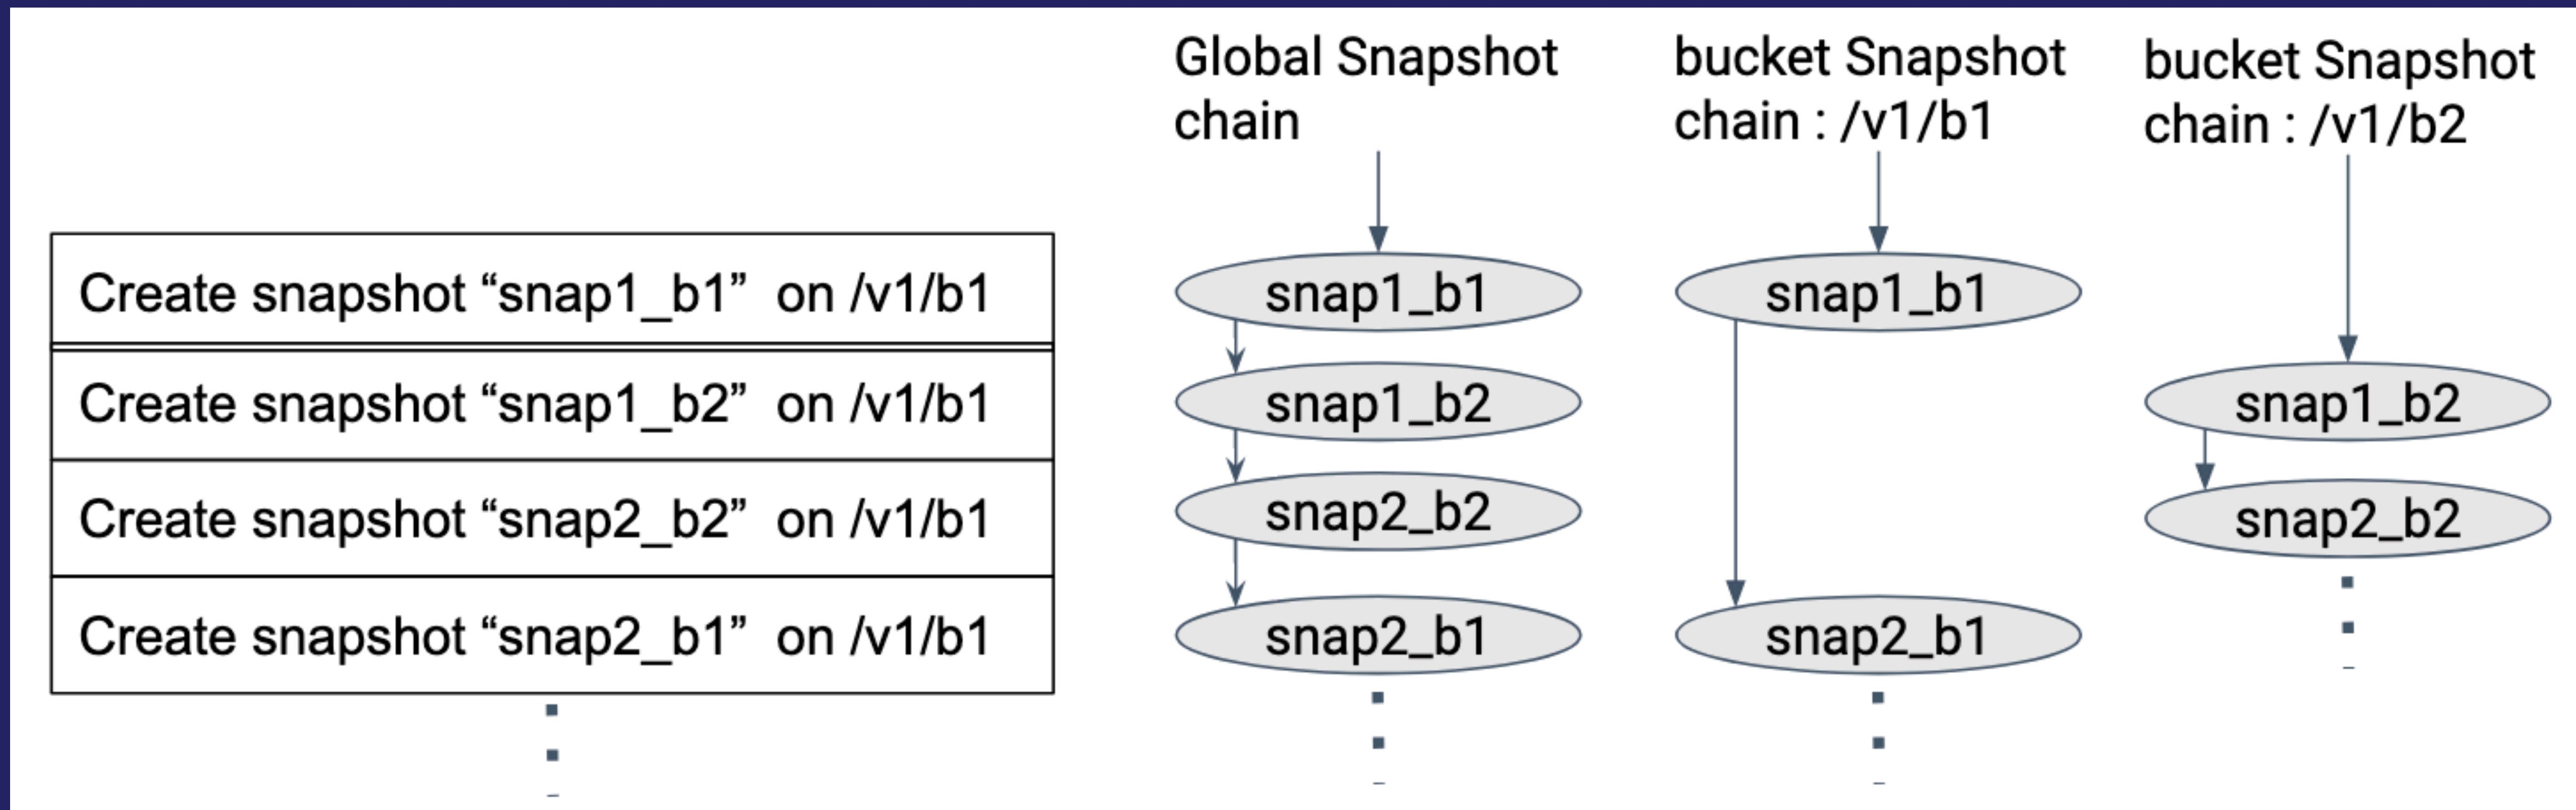 Global Snapshot
chain
bucket Snapshot
chain : /v1/b1
bucket Snapshot
chain : /v1/b2
Create snapshot “snap1_b1” on /v1/b1
Create snapshot “snap1_b2” on /v1/b1
Create snapshot “snap2_b2” on /v1/b1
Create snapshot “snap2_b1” on /v1/b1
snap1_b1
snap1_b2
snap2_b2
snap2_b1
snap1_b1
snap2_b1
snap1_b2
snap2_b2